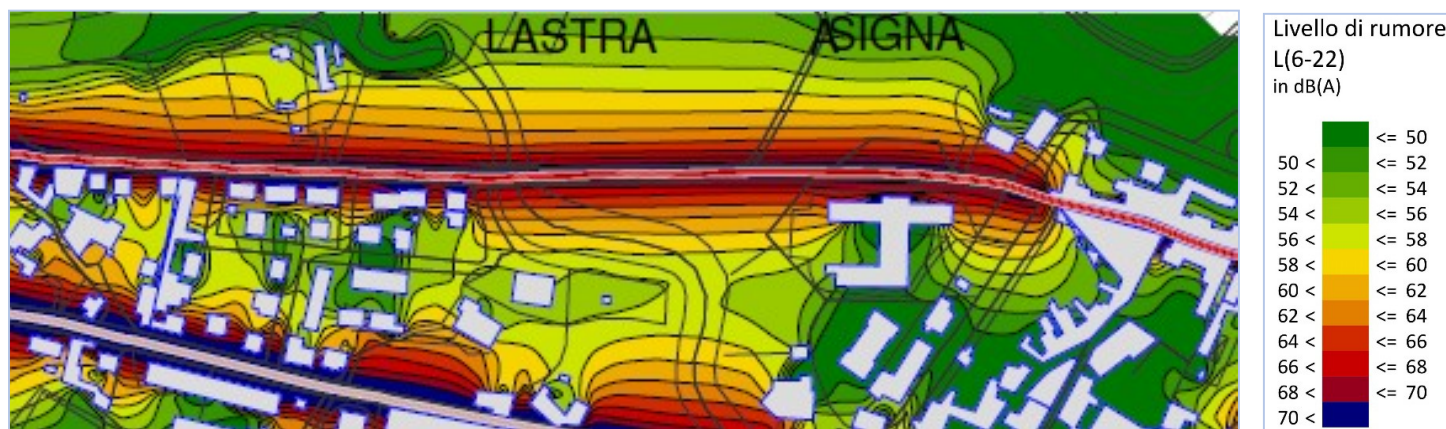 LASTRA ASIGNA
Livello di rumore
L(6-22)
in dB(A)
<= 50
50 < <= 52
52 < <= 54
54 < <= 56
56 < <= 58
58 < <= 60
60 < <= 62
62 < <= 64
64 < <= 66
66 < <= 68
68 < <= 70
70 <